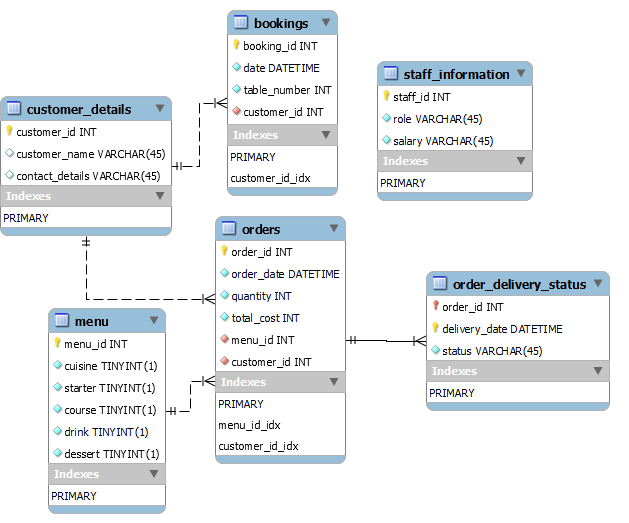 bookings
booking_id INT
date DATETIME
table_number INT
customer_id INT
Indexes
PRIMARY
customer_id_idx
staff_information
staff_id INT
role VARCHAR(45)
salary VARCHAR(45)
Indexes
PRIMARY
customer_details
customer_id INT
customer_name VARCHAR(45)
contact_details VARCHAR(45)
Indexes
PRIMARY
orders
order_id INT
order_date DATETIME
quantity INT
total_cost INT
menu_id INT
customer_id INT
Indexes
PRIMARY
menu_id_idx
customer_id_idx
order_delivery_status
order_id INT
delivery_date DATETIME
status VARCHAR(45)
Indexes
PRIMARY
menu
menu_id INT
cuisine TINYINT(1)
starter TINYINT(1)
course TINYINT(1)
drink TINYINT(1)
dessert TINYINT(1)
Indexes
PRIMARY